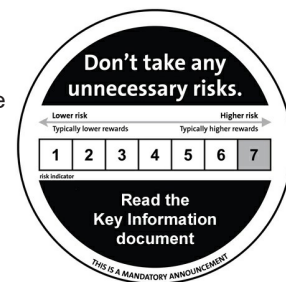 e
Don't take any
unnecessary risks.
Lower risk Higher risk
Typically lower rewards Typically higher rewards
1 2 3 4 5 6 7
risk indicator
Read the
Key Information
document
THIS IS A MANDATORY ANNOUNCEMENT